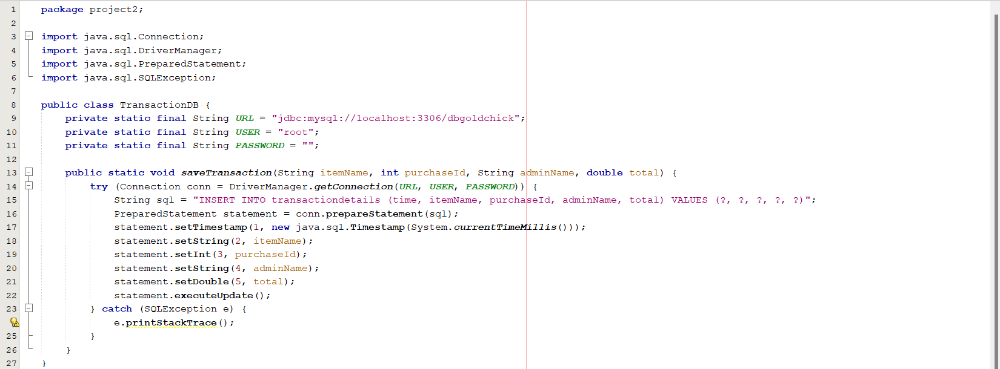 1 package project2;
2
3 import java.sql.Connection;
4 import java.sql.DriverManager;
5 import java.sql.PreparedStatement;
6 import java.sql.SQLException;
7
8 public class TransactionDB {
9 private static final String URL = "jdbc:mysql://localhost:3306/dbgoldchick";
10 private static final String USER = "root";
11 private static final String PASSWORD = "";
12
13 public static void saveTransaction(String itemName, int purchaseId, String adminName, double total) {
14 try (Connection conn = DriverManager.getConnection(URL, USER, PASSWORD)) {
15 String sql = "INSERT INTO transactiondetails (time, itemName, purchaseId, adminName, total) VALUES (?, ?, ?, ?, ?)";
16 PreparedStatement statement = conn.prepareStatement(sql);
17 statement.setTimestamp(1, new java.sql.Timestamp(System.currentTimeMillis()));
18 statement.setString(2, itemName);
19 statement.setInt(3, purchaseId);
20 statement.setString(4, adminName);
21 statement.setDouble(5, total);
22 statement.executeUpdate();
23 } catch (SQLException e) {
e.printStackTrace();
25 }
26 }
27 }